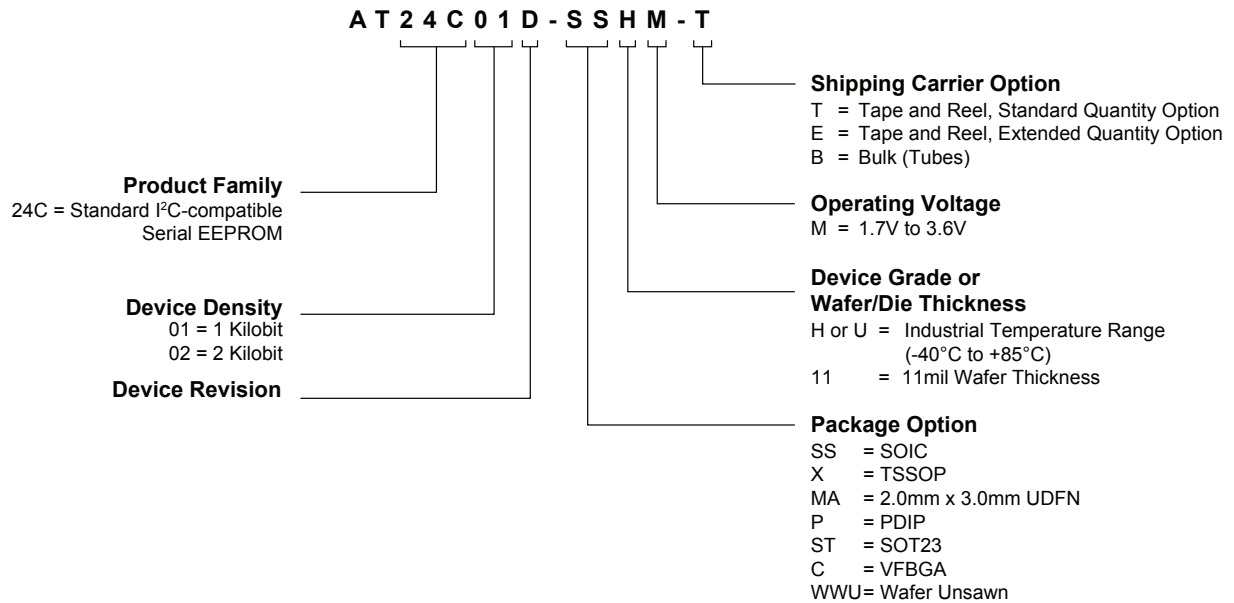 AT24C01D-SSHM-T
Shipping Carrier Option
T = Tape and Reel, Standard Quantity Option
E = Tape and Reel, Extended Quantity Option
B = Bulk (Tubes)
Product Family
24C = Standard I²C-compatible
Serial EEPROM
Operating Voltage
M = 1.7V to 3.6V
Device Density
01 = 1 Kilobit
02 = 2 Kilobit
Device Revision
Device Grade or
Wafer/Die Thickness
H or U = Industrial Temperature Range
(-40°C to +85°C)
11 = 11mil Wafer Thickness
Package Option
SS = SOIC
X = TSSOP
MA = 2.0mm x 3.0mm UDFN
P = PDIP
ST = SOT23
C = VFBGA
WWU= Wafer Unsawn